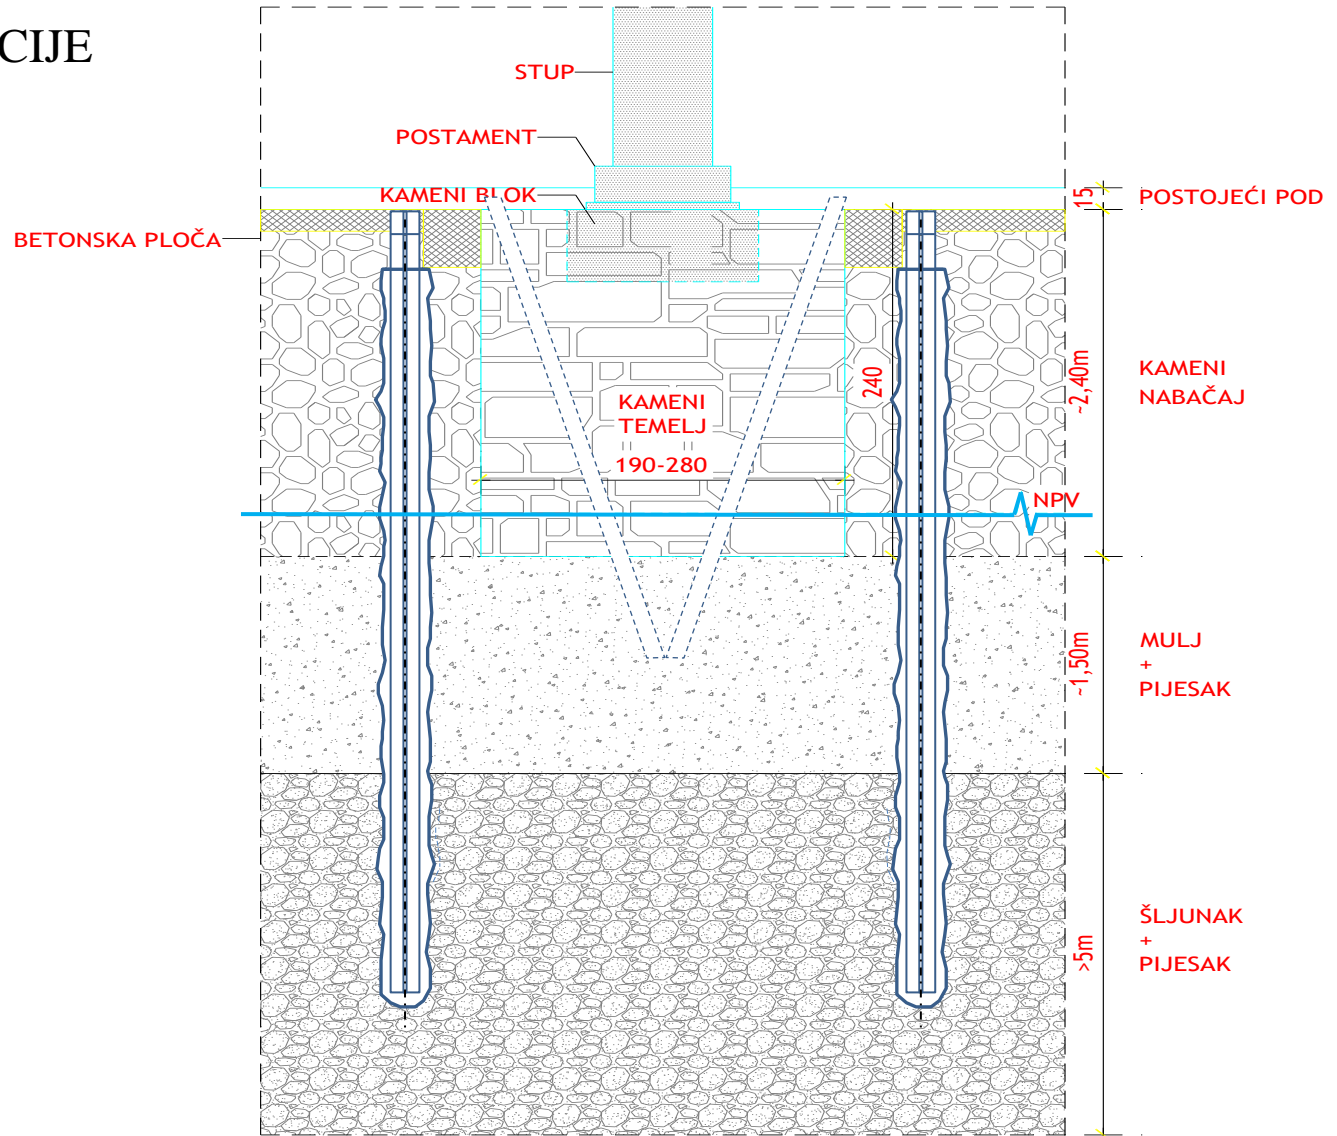 CIJE
STUP
POSTAMENT
KAMENI BLOK
BETONSKA PLOČA
15
POSTOJEĆI POD
KAMENI
TEMELJ
190-280
240
~2,40m
KAMENI
NABAČAJ
NPV
~1,50m
MULJ
+
PIJESAK
>5m
ŠLJUNAK
+
PIJESAK